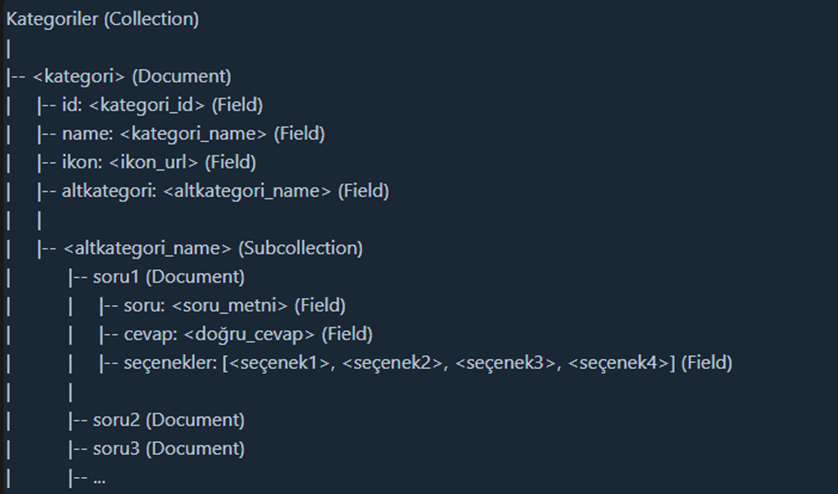 Kategoriler (Collection)
|
|-- <kategori> (Document)
|     |-- id: <kategori_id> (Field)
|     |-- name: <kategori_name> (Field)
|     |-- ikon: <ikon_url> (Field)
|     |-- altkategori: <altkategori_name> (Field)
|     |
|     |-- <altkategori_name> (Subcollection)
|           |-- soru1 (Document)
|           |     |-- soru: <soru_metni> (Field)
|           |     |-- cevap: <doğru_cevap> (Field)
|           |     |-- seçenekler: [<seçenek1>, <seçenek2>, <seçenek3>, <seçenek4>] (Field)
|           |
|           |-- soru2 (Document)
|           |-- soru3 (Document)
|           |-- ...